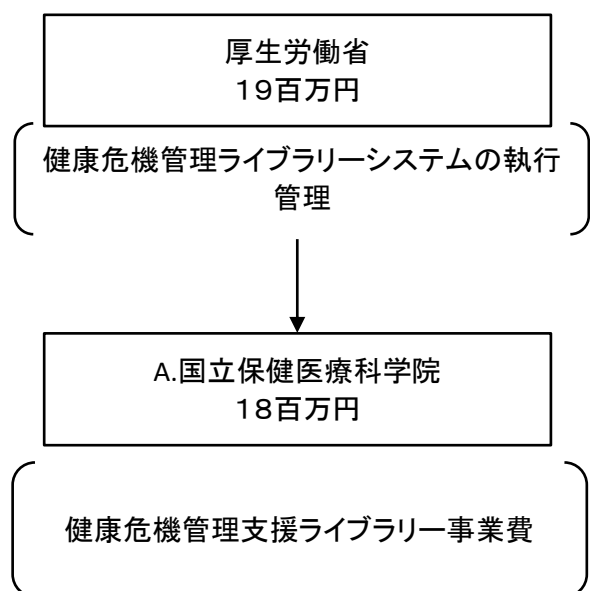 厚生労働省
19百万円
健康危機管理ライブラリーシステムの執行
管理
A.国立保健医療科学院
18百万円
健康危機管理支援ライブラリー事業費